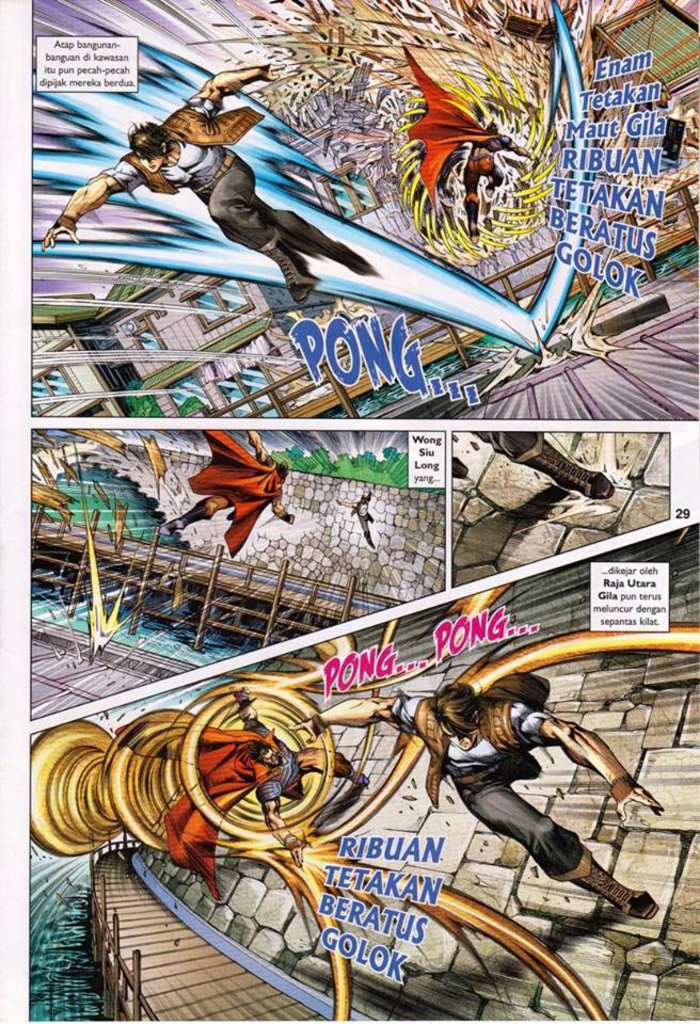 Atap bangunan-
banguan di kawasan
itu pun pecah-pecah
dipijak mereka berdua.
Enam
Tetakan
Maut Gila
RIBUAN
TETAKAN
BERATUS
GOLOK
PONG...
Wong
Siu
Long
yang...
29
...dikejar oleh
Raja Utara
Gila pun terus
meluncur dengan
sepantas kilat.
PONG... PONG...
RIBUAN
TETAKAN
BERATUS
GOLOK